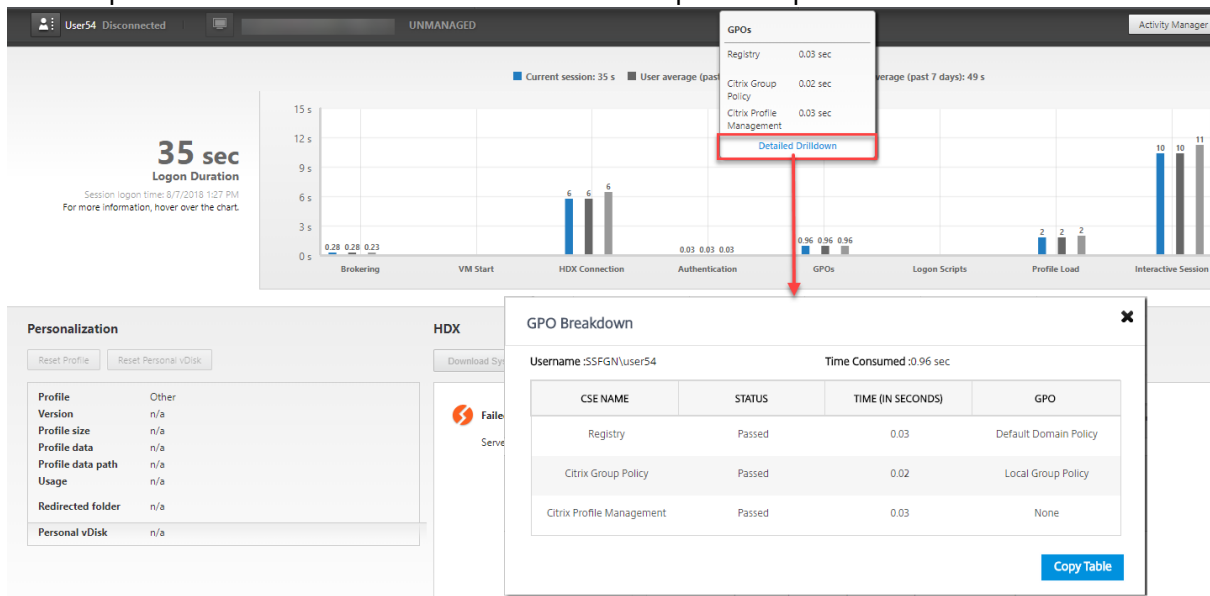 User54 Disconnected
UNMANAGED
Activity Manager
GPOs
Registry 0.03 sec
Citrix Group Policy 0.02 sec
Citrix Profile Management 0.03 sec
Detailed Drilldown
Current session: 35 s User average (past verage (past 7 days): 49 s
35 sec
Logon Duration
Session logon time: 8/7/2018 1:27 PM
For more information, hover over the chart.
15 s
12 s
9 s
6 s
3 s
0 s
0.28 0.28 0.23
6 6 6
0.03 0.03 0.03
0.96 0.96 0.96
2 2 2
10 10 11
Brokering VM Start HDX Connection Authentication GPOs Logon Scripts Profile Load Interactive Session
Personalization
Reset Profile Reset Personal vDisk
Profile Other
Version n/a
Profile size n/a
Profile data n/a
Profile data path n/a
Usage n/a
Redirected folder n/a
Personal vDisk n/a
HDX
Download Sy
Faile
Serve
GPO Breakdown
Username :SSFGN\user54 Time Consumed :0.96 sec
CSE NAME STATUS TIME (IN SECONDS) GPO
Registry Passed 0.03 Default Domain Policy
Citrix Group Policy Passed 0.02 Local Group Policy
Citrix Profile Management Passed 0.03 None
Copy Table